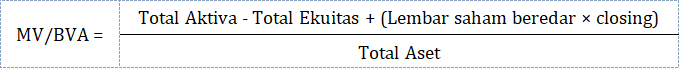 Total Aktiva - Total Ekuitas + (Lembar saham beredar × closing)
MV/BVA =
Total Aset